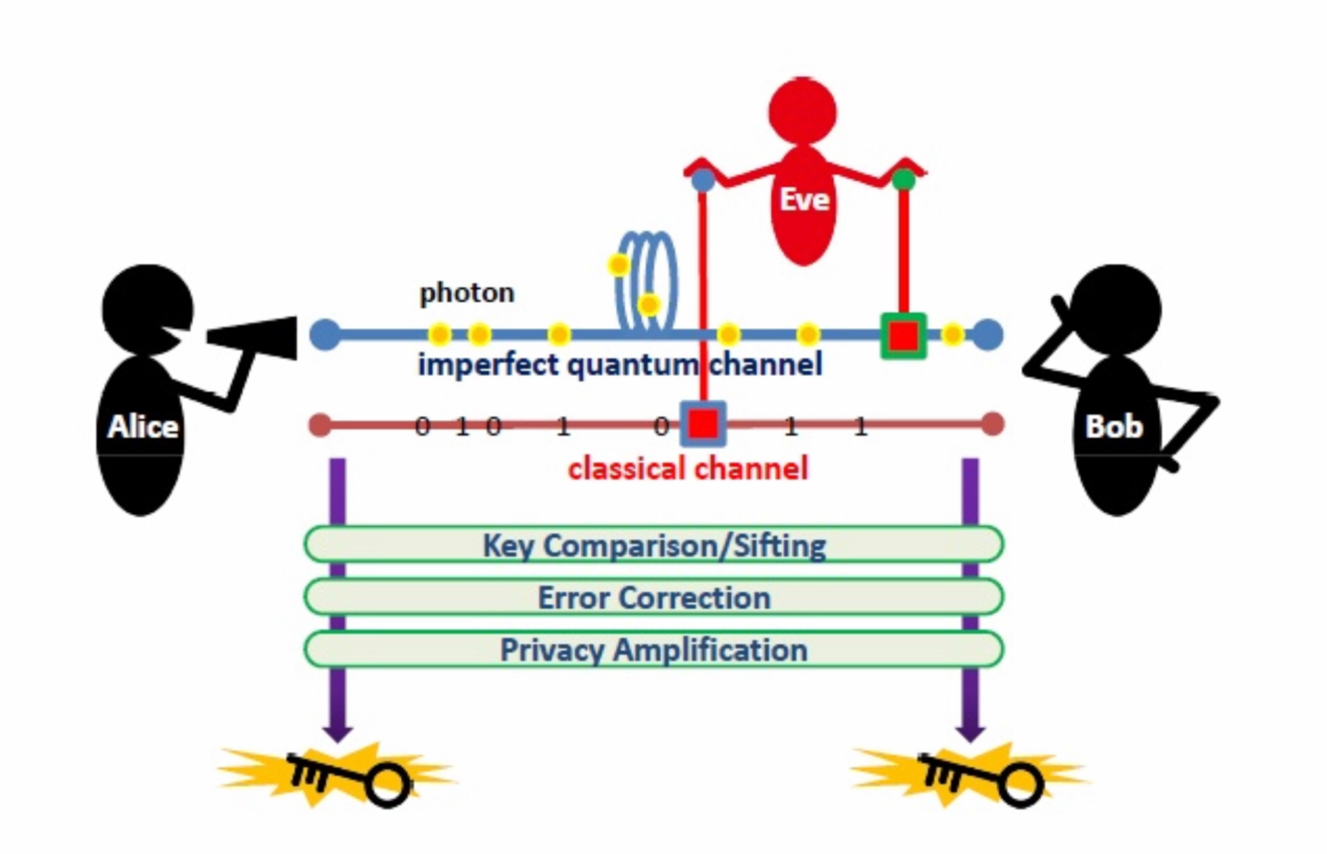 Eve
photon
imperfect quantum channel
Alice
0 1 0 1 0 1 1
Bob
classical channel
Key Comparison/Sifting
Error Correction
Privacy Amplification